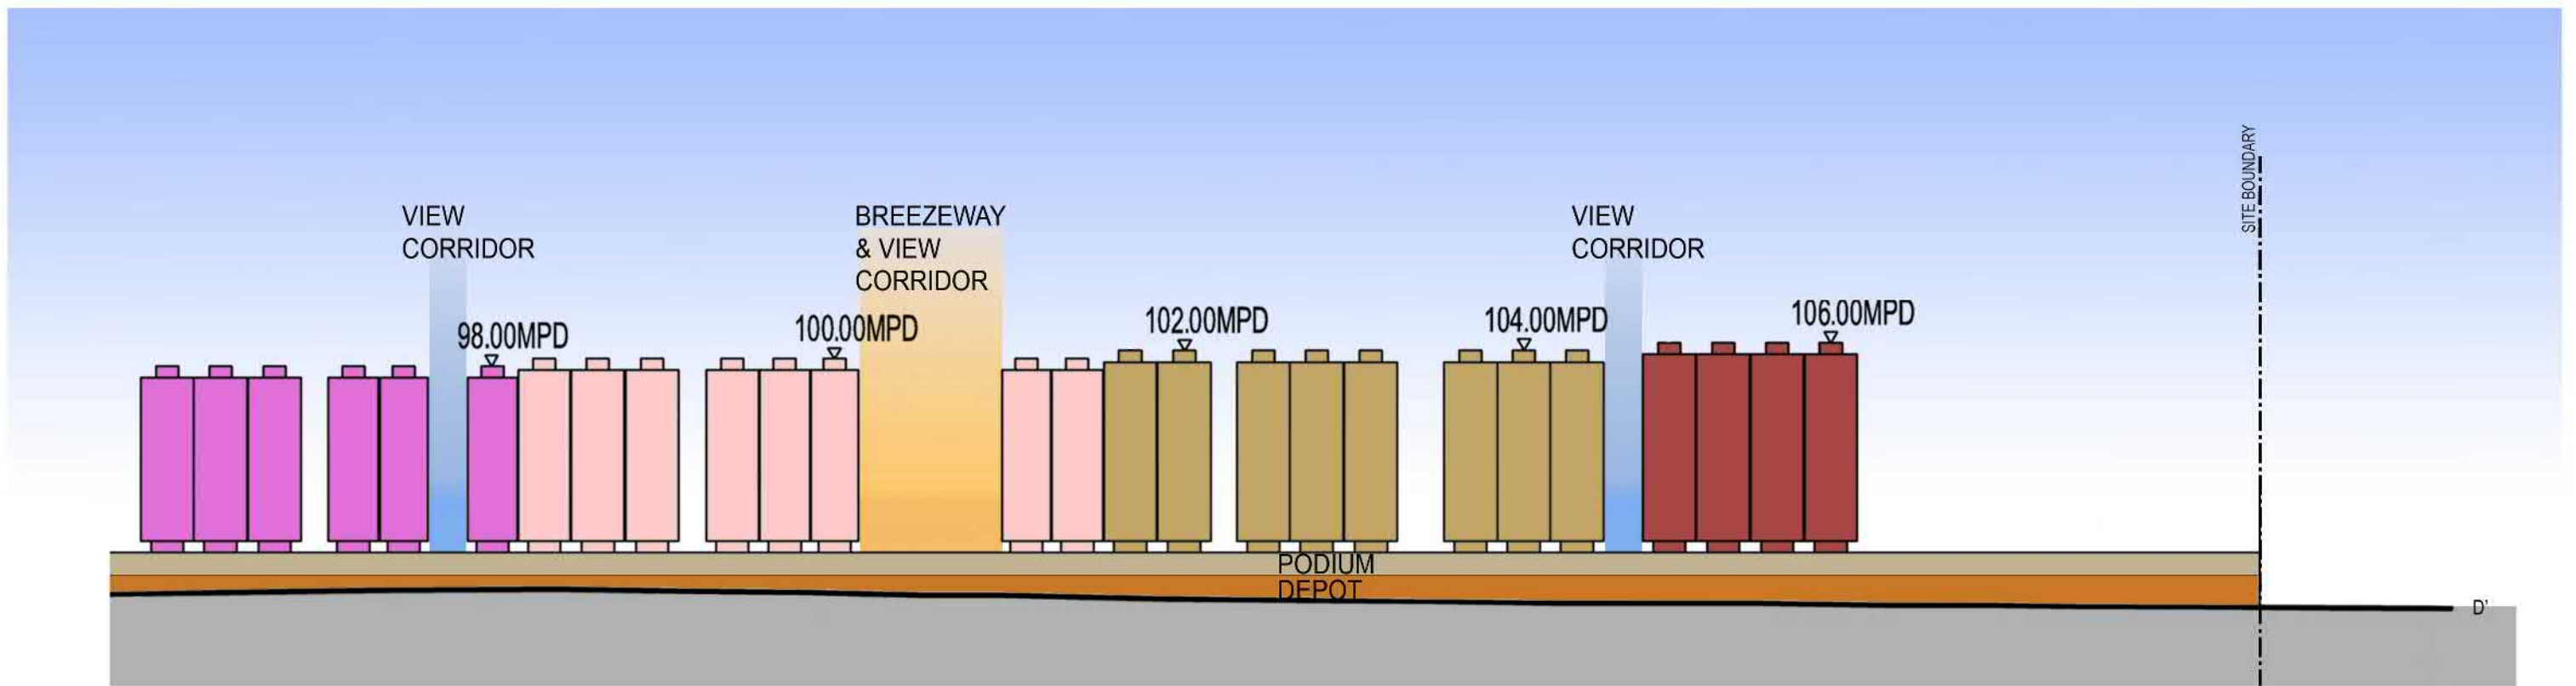 SITE BOUNDARY
VIEW
CORRIDOR
BREEZEWAY
& VIEW
CORRIDOR
VIEW
CORRIDOR
98.00MPD
100.00MPD
102.00MPD
104.00MPD
106.00MPD
PODIUM
DEPOT
D'